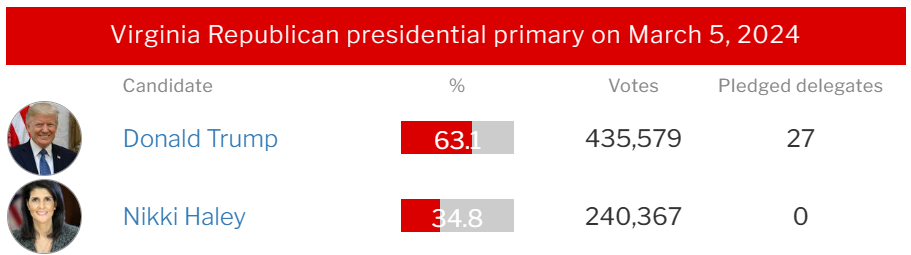 Virginia Republican presidential primary on March 5, 2024
Candidate % Votes Pledged delegates
Donald Trump 63.1 435,579 27
Nikki Haley 34.8 240,367 0